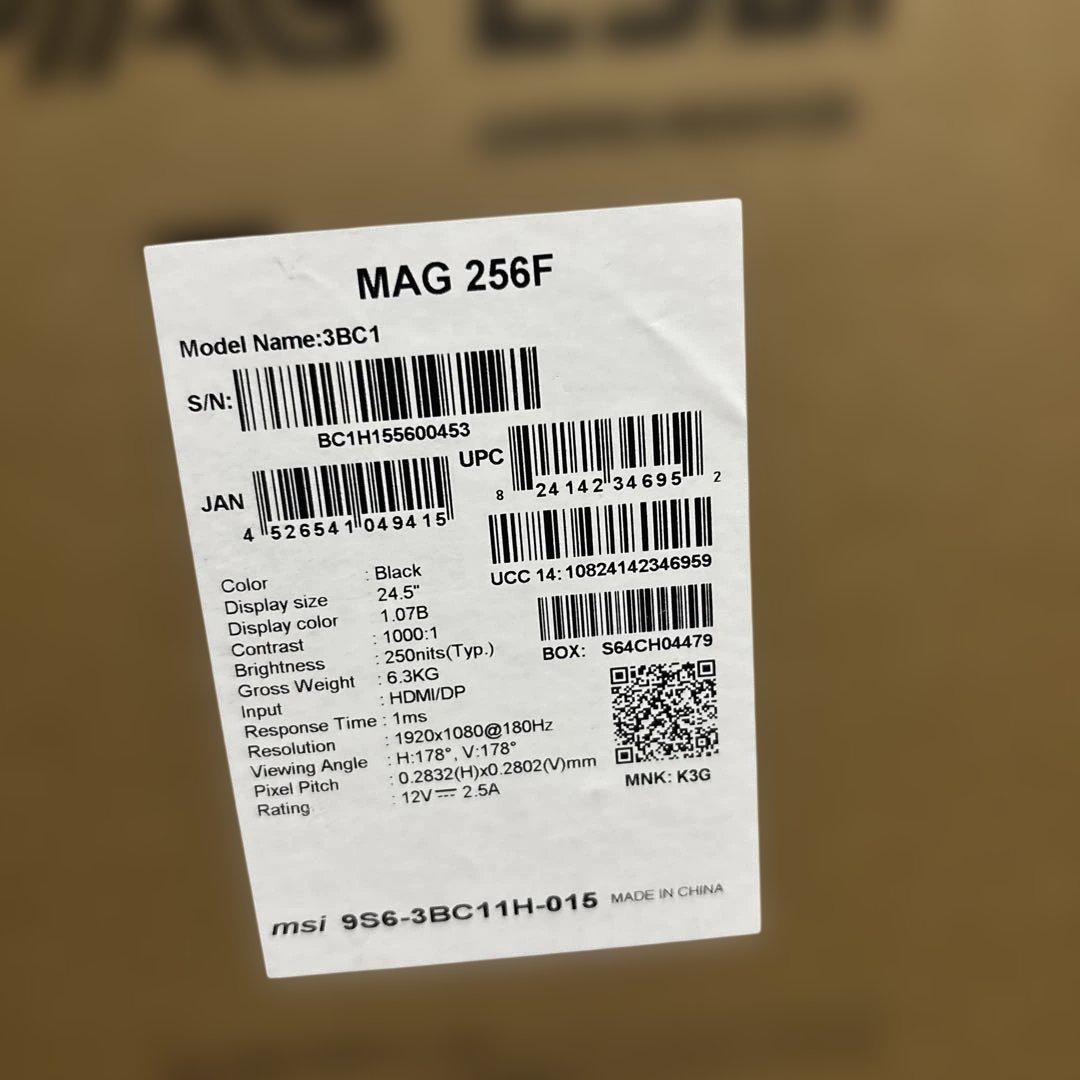 MAG 256F
Model Name:3BC1
S/N:
BC1H155600453
JAN
4 526541 049415
UPC
8 24142 34695 2
UCC 14: 10824142346959
BOX: S64CH04479
Color : Black
Display size 24.5"
Display color 1.07B
Contrast : 1000:1
Brightness : 250nits(Typ.)
Gross Weight : 6.3KG
Input : HDMI/DP
Response Time : 1ms
Resolution : 1920x1080@180Hz
Viewing Angle : H:178°, V:178°
Pixel Pitch : 0.2832(H)x0.2802(V)mm
Rating : 12V⎓ 2.5A
MNK: K3G
msi 9S6-3BC11H-015 MADE IN CHINA